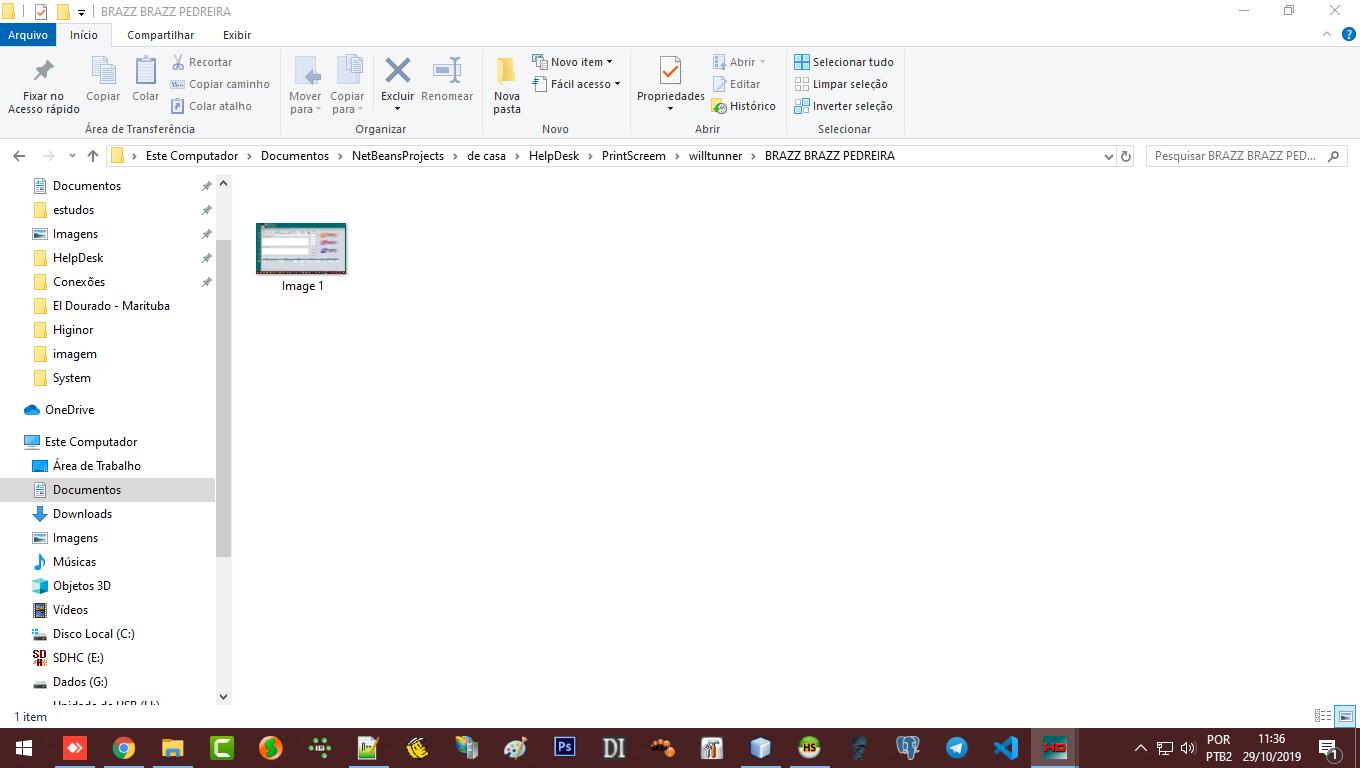 BRAZZ BRAZZ PEDREIRA
Arquivo Início Compartilhar Exibir
Fixar no Acesso rápido
Copiar
Colar
Recortar
Copiar caminho
Colar atalho
Área de Transferência
Mover para
Copiar para
Excluir
Renomear
Organizar
Nova pasta
Novo item
Fácil acesso
Novo
Propriedades
Abrir
Editar
Histórico
Abrir
Selecionar tudo
Limpar seleção
Inverter seleção
Selecionar
Este Computador > Documentos > NetBeansProjects > de casa > HelpDesk > PrintScreem > willtunner > BRAZZ BRAZZ PEDREIRA
Pesquisar BRAZZ BRAZZ PED...
Documentos
estudos
Imagens
HelpDesk
Conexões
El Dourado - Marituba
Higinor
imagem
System
OneDrive
Este Computador
Área de Trabalho
Documentos
Downloads
Imagens
Músicas
Objetos 3D
Vídeos
Disco Local (C:)
SDHC (E:)
Dados (G:)
Image 1
1 item
Ps
DI
HS
HD
POR
PTB2
11:36
29/10/2019
1